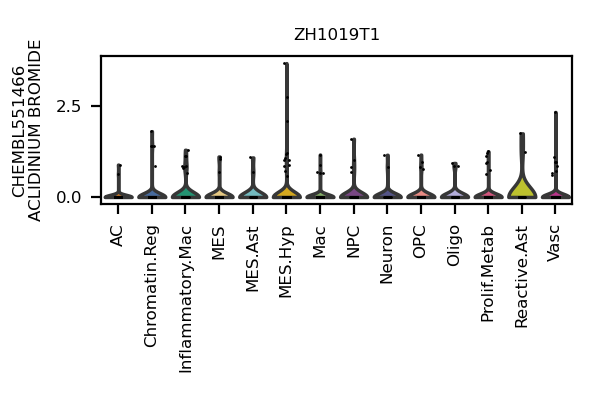 ZH1019T1
CHEMBL551466
ACLIDINIUM BROMIDE
2.5
0.0
AC
Chromatin.Reg
Inflammatory.Mac
MES
MES.Ast
MES.Hyp
Mac
NPC
Neuron
OPC
Oligo
Prolif.Metab
Reactive.Ast
Vasc